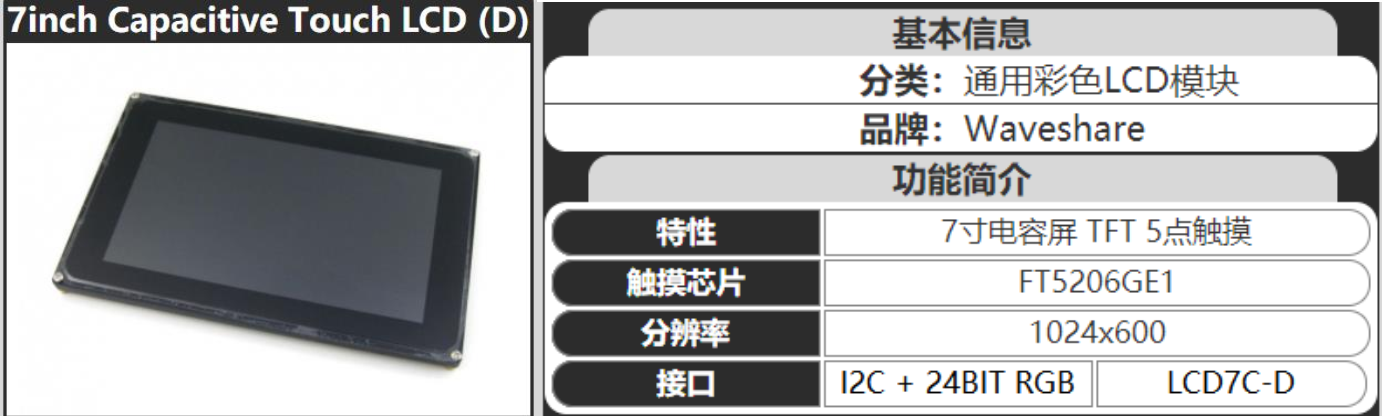 7inch Capacitive Touch LCD (D)
基本信息
分类：通用彩色LCD模块
品牌：Waveshare
功能简介
特性 7寸电容屏 TFT 5点触摸
触摸芯片 FT5206GE1
分辨率 1024x600
接口 I2C + 24BIT RGB LCD7C-D